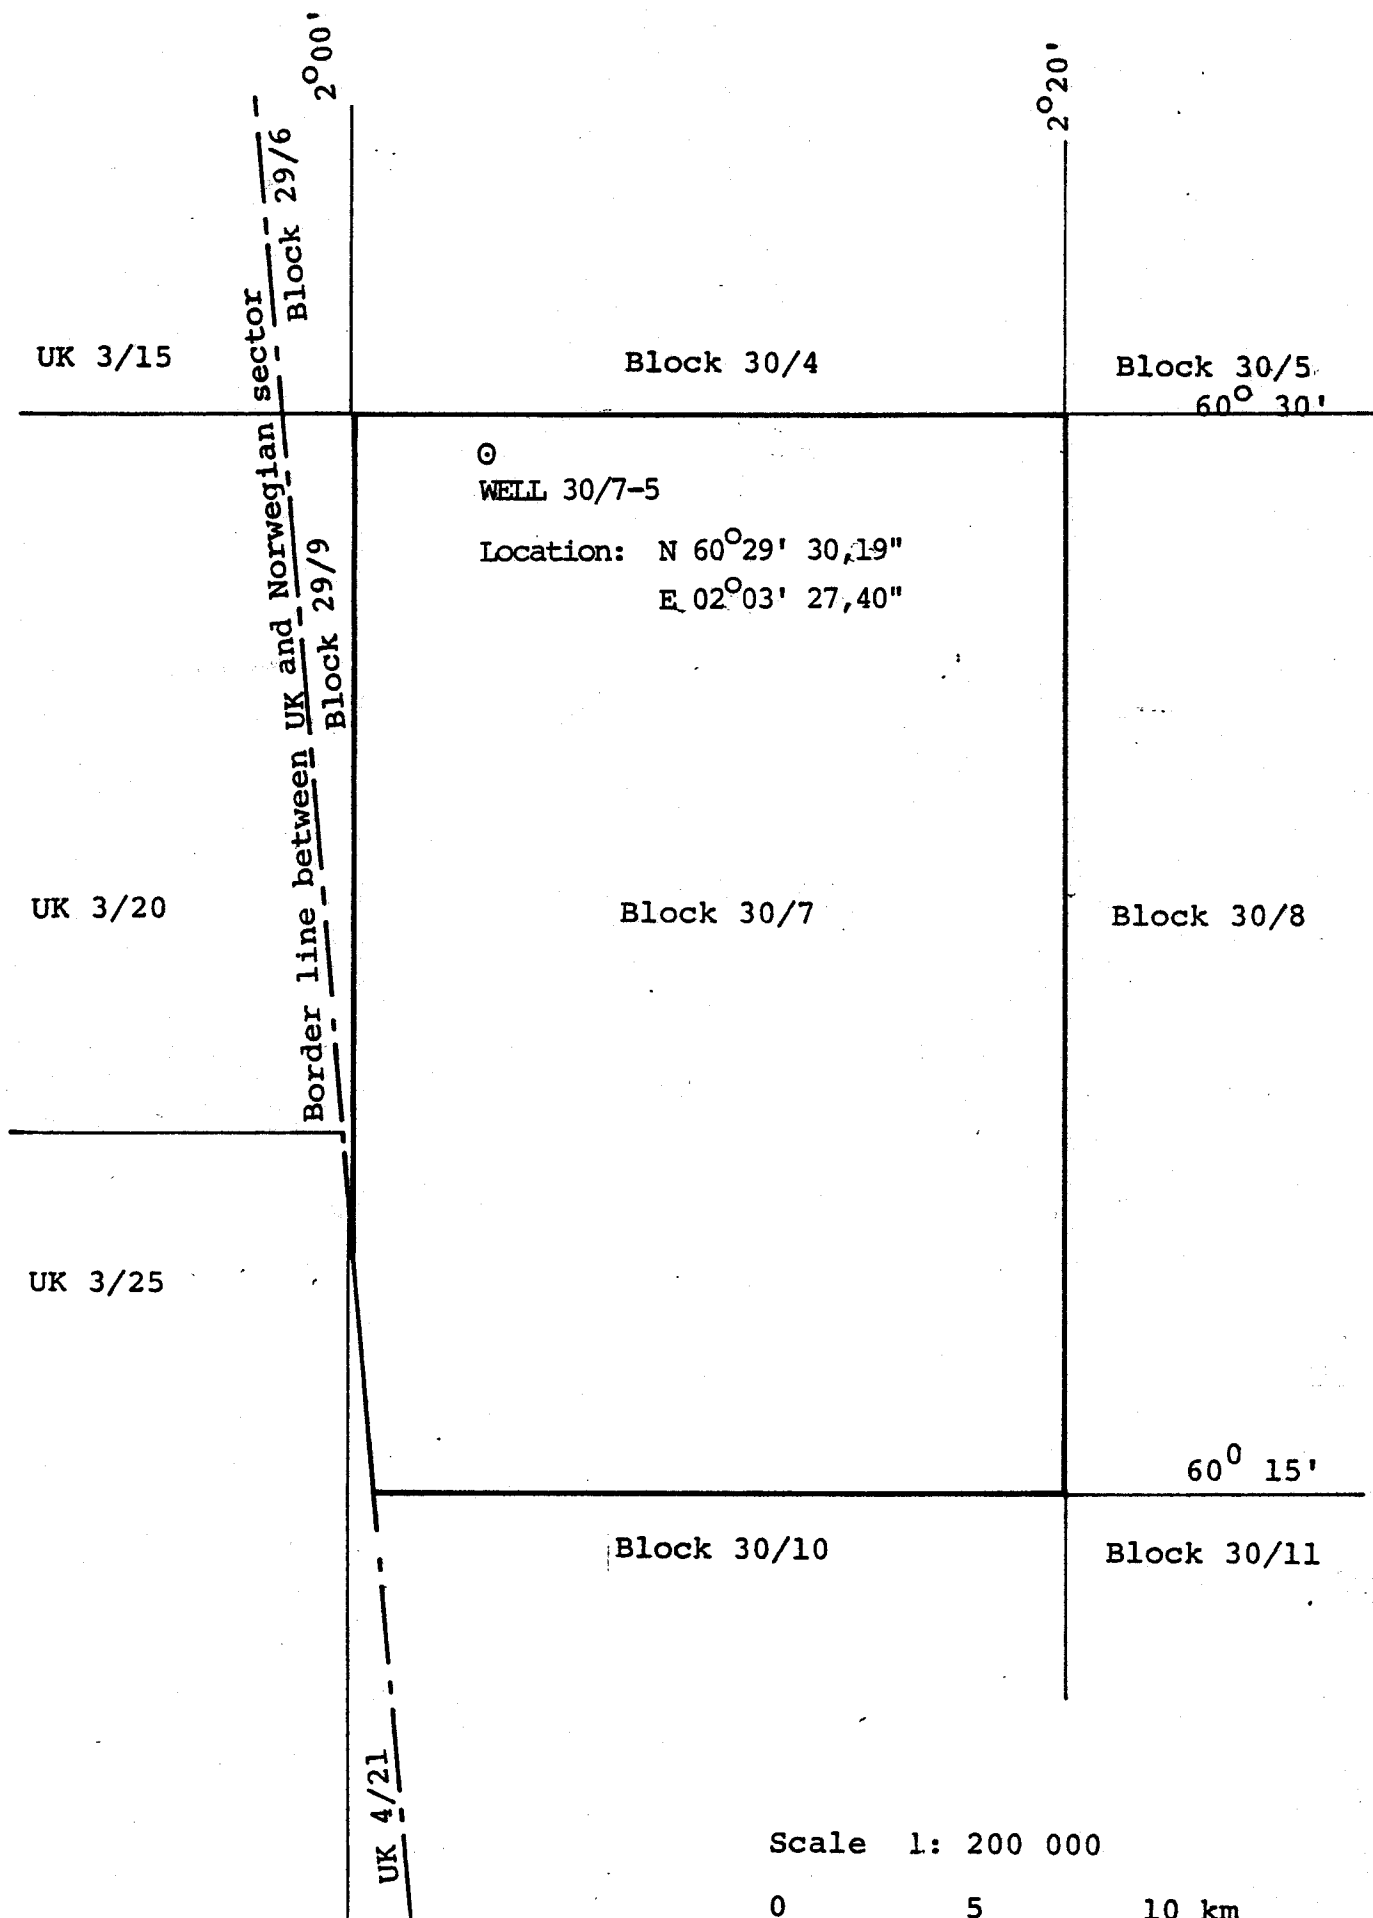 2°00'
2°20'
Block 29/6
UK 3/15
Block 30/4
Block 30/5
60° 30'
Border line between UK and Norwegian sector
WELL 30/7-5
Location: N 60°29' 30,19"
E 02°03' 27,40"
Block 29/9
UK 3/20
Block 30/7
Block 30/8
UK 3/25
60° 15'
Block 30/10
Block 30/11
UK 4/21
Scale 1: 200 000
0 5 10 km